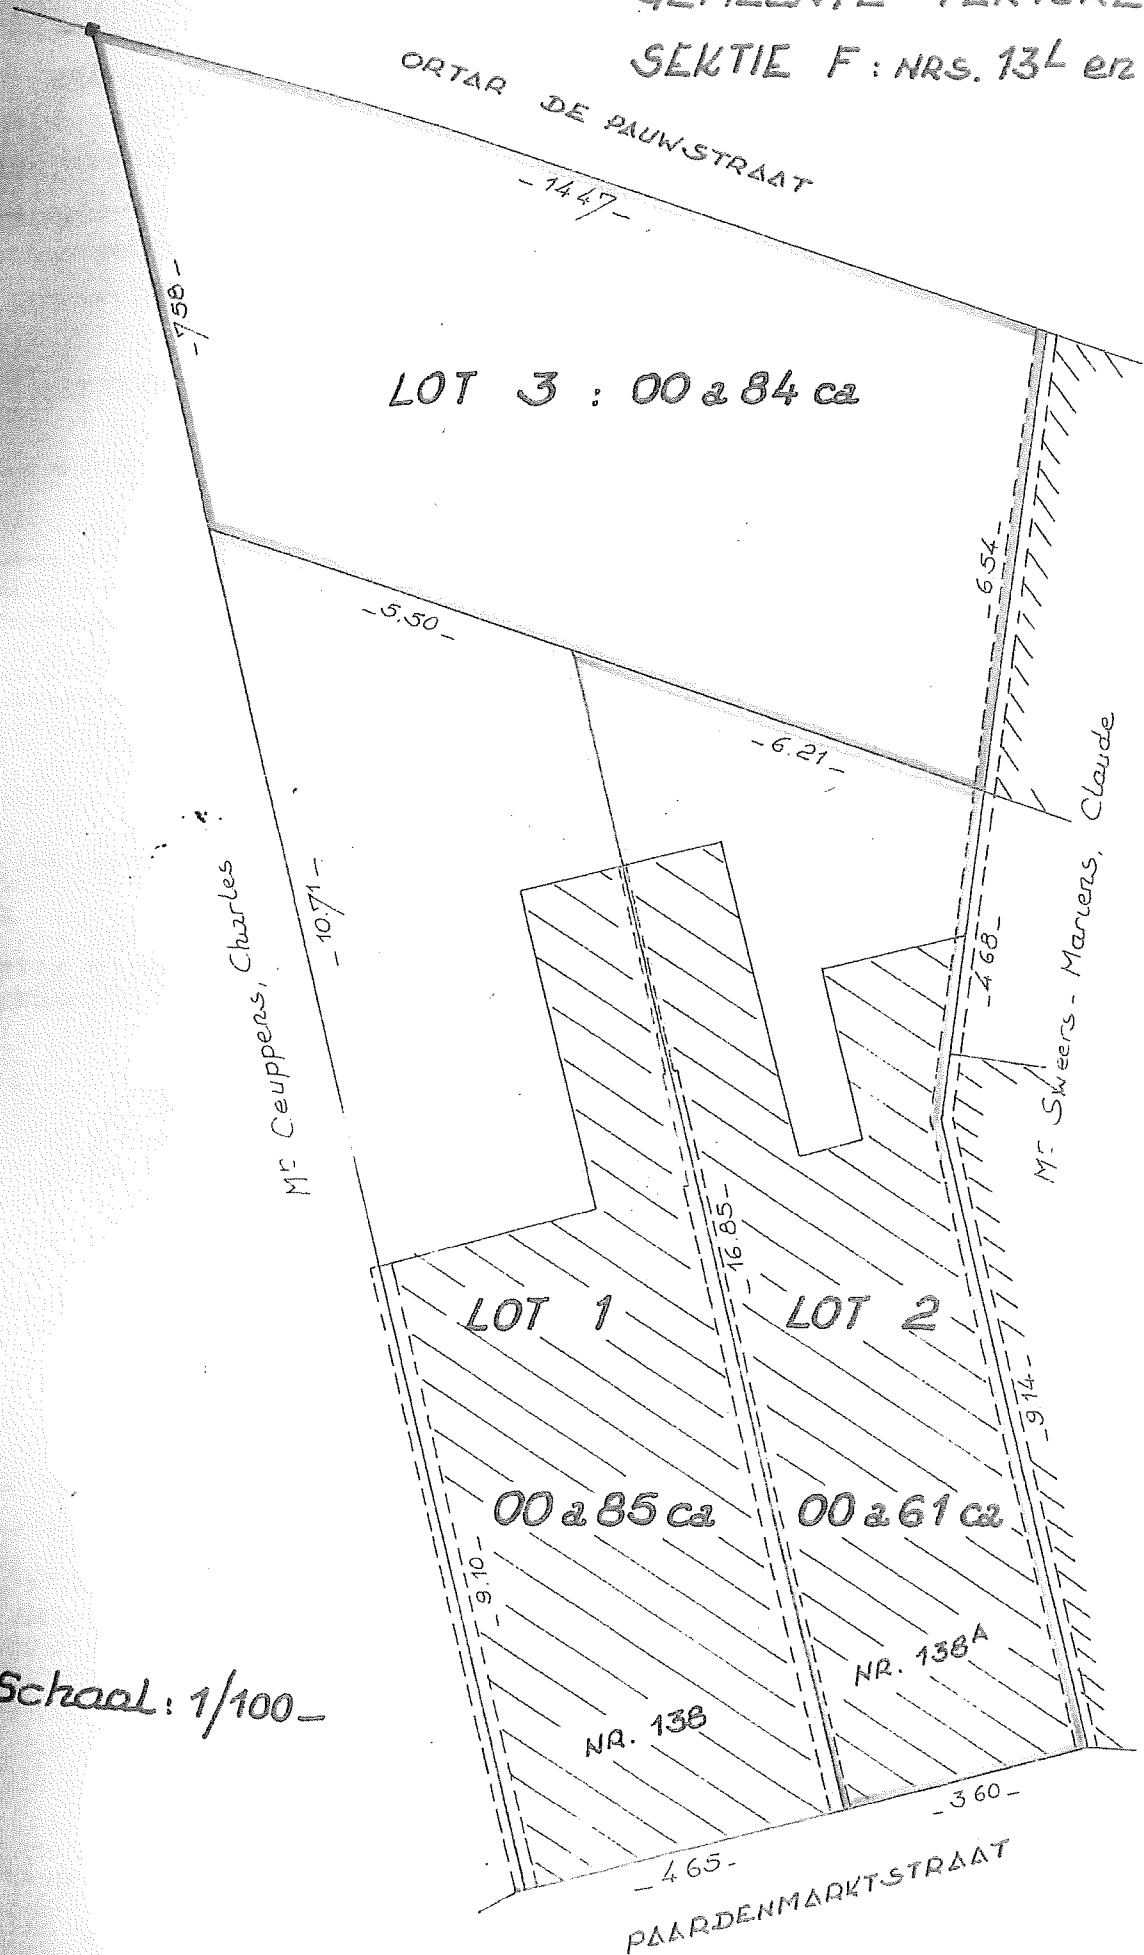 SEKTIE F : NRS. 13L en
ORTAR DE PAUWSTRAAT
-14 47-
-7 58-
LOT 3 : 00 a 84 ca
-6 54-
-5.50-
-6.21-
Mr Ceuppens, Charles
-10.71-
-4 68-
Mr Sweers - Mariens, Claude
-16.85-
LOT 1
LOT 2
-9 14-
00 a 85 ca
00 a 61 ca
-9.10-
NR. 138A
Schaal : 1/100-
NR. 138
-3 60-
-4 65-
PAARDENMARKTSTRAAT